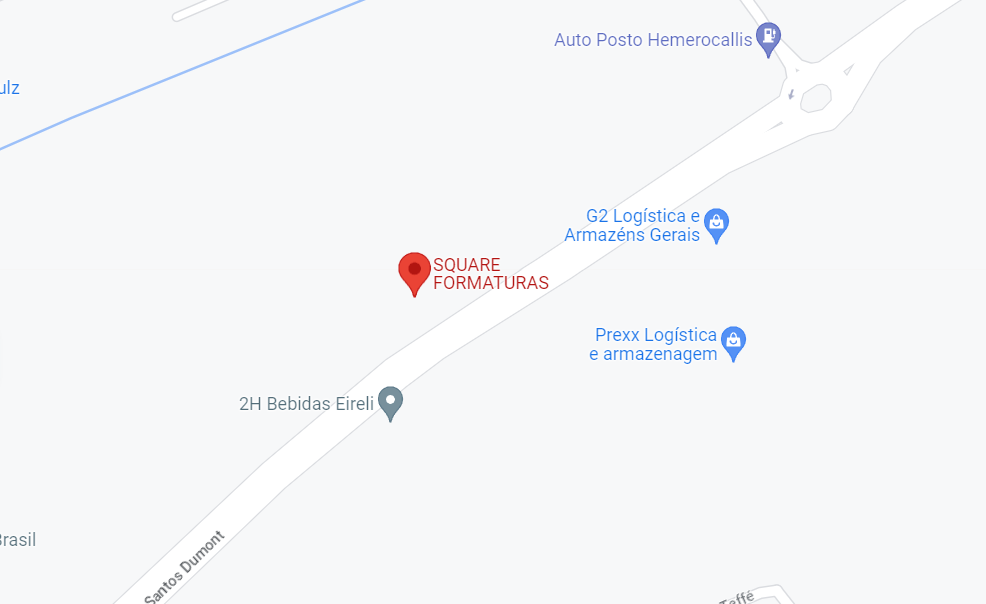 Auto Posto Hemerocallis
ulz
G2 Logística e
Armazéns Gerais
SQUARE
FORMATURAS
Prexx Logística
e armazenagem
2H Bebidas Eireli
Brasil
Santos Dumont
Taffé